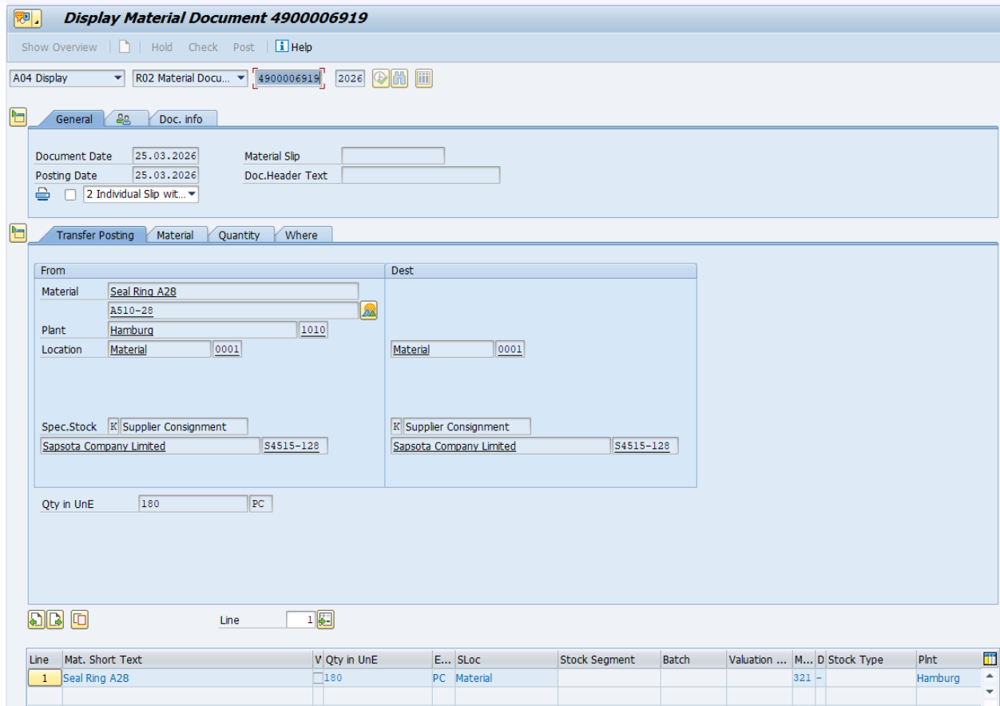 Display Material Document 4900006919
Show Overview Hold Check Post Help
A04 Display R02 Material Docu... 4900006919 2026
General Doc. info
Document Date 25.03.2026 Material Slip
Posting Date 25.03.2026 Doc.Header Text
2 Individual Slip wit...
Transfer Posting Material Quantity Where
From Dest
Material Seal Ring A28
A510-28
Plant Hamburg 1010
Location Material 0001 Material 0001
Spec.Stock K Supplier Consignment K Supplier Consignment
Sapsota Company Limited S4515-128 Sapsota Company Limited S4515-128
Qty in UnE 180 PC
Line 1
Line Mat. Short Text V Qty in UnE E... SLoc Stock Segment Batch Valuation ... M... D Stock Type Plnt
1 Seal Ring A28 180 PC Material 321 - Hamburg